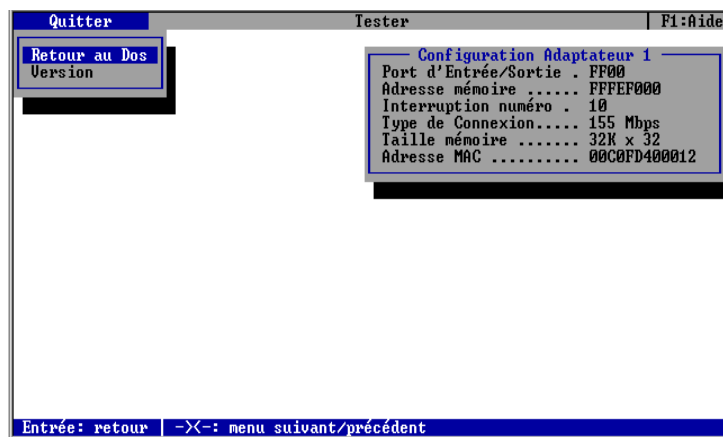 Quitter Tester F1:Aide
Retour au Dos
Version
Configuration Adaptateur 1
Port d'Entrée/Sortie . FF00
Adresse mémoire ...... FFFEF000
Interruption numéro . 10
Type de Connexion..... 155 Mbps
Taille mémoire ....... 32K x 32
Adresse MAC .......... 00C0FD400012
Entrée: retour | -><-: menu suivant/précédent